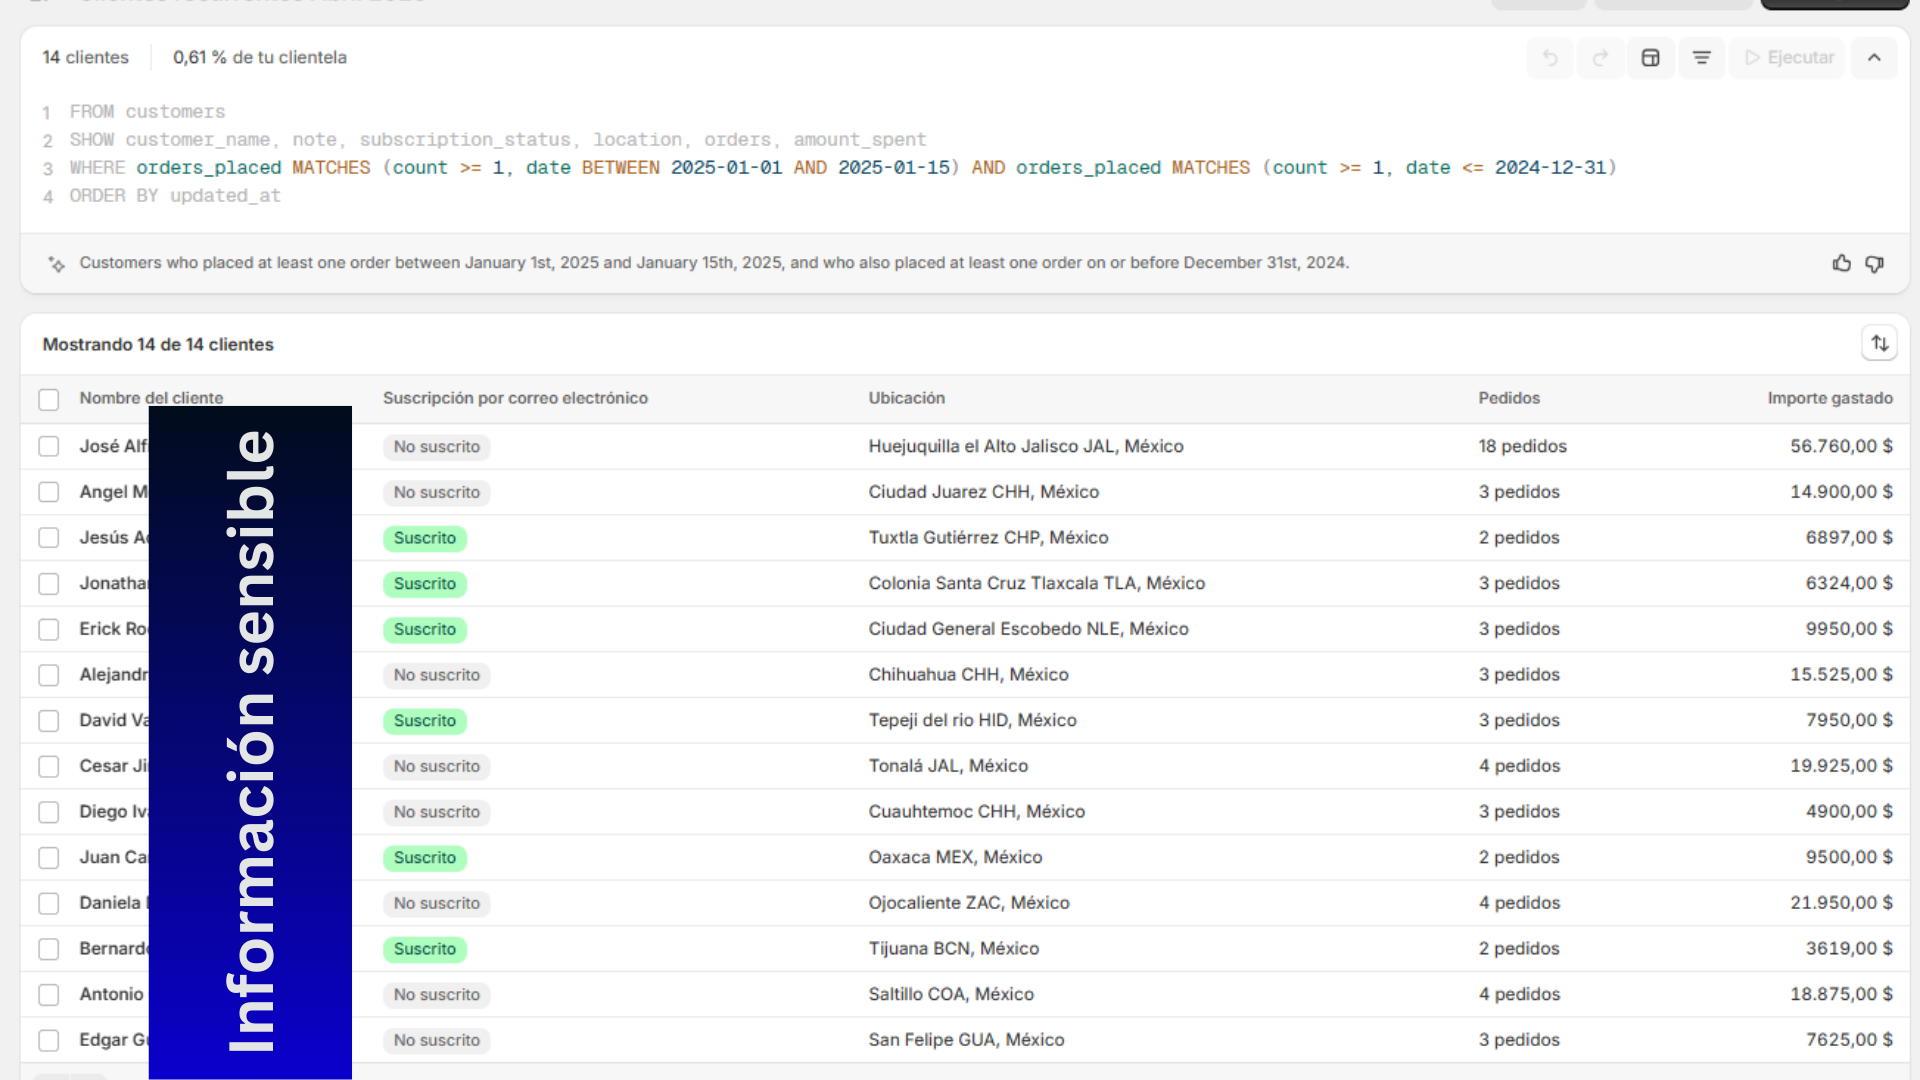 14 clientes 0,61 % de tu clientela Ejecutar
1 FROM customers
2 SHOW customer_name, note, subscription_status, location, orders, amount_spent
3 WHERE orders_placed MATCHES (count >= 1, date BETWEEN 2025-01-01 AND 2025-01-15) AND orders_placed MATCHES (count >= 1, date <= 2024-12-31)
4 ORDER BY updated_at
Customers who placed at least one order between January 1st, 2025 and January 15th, 2025, and who also placed at least one order on or before December 31st, 2024.
Mostrando 14 de 14 clientes
Nombre del cliente Suscripción por correo electrónico Ubicación Pedidos Importe gastado
José Alf No suscrito Huejuquilla el Alto Jalisco JAL, México 18 pedidos 56.760,00 $
Angel M No suscrito Ciudad Juarez CHH, México 3 pedidos 14.900,00 $
Jesús A Suscrito Tuxtla Gutiérrez CHP, México 2 pedidos 6897,00 $
Jonatha Suscrito Colonia Santa Cruz Tlaxcala TLA, México 3 pedidos 6324,00 $
Erick Ro Suscrito Ciudad General Escobedo NLE, México 3 pedidos 9950,00 $
Alejandr No suscrito Chihuahua CHH, México 3 pedidos 15.525,00 $
David Va Suscrito Tepeji del rio HID, México 3 pedidos 7950,00 $
Cesar Ji No suscrito Tonalá JAL, México 4 pedidos 19.925,00 $
Diego Iv No suscrito Cuauhtemoc CHH, México 3 pedidos 4900,00 $
Juan Ca Suscrito Oaxaca MEX, México 2 pedidos 9500,00 $
Daniela No suscrito Ojocaliente ZAC, México 4 pedidos 21.950,00 $
Bernard Suscrito Tijuana BCN, México 2 pedidos 3619,00 $
Antonio No suscrito Saltillo COA, México 4 pedidos 18.875,00 $
Edgar G No suscrito San Felipe GUA, México 3 pedidos 7625,00 $
Información sensible